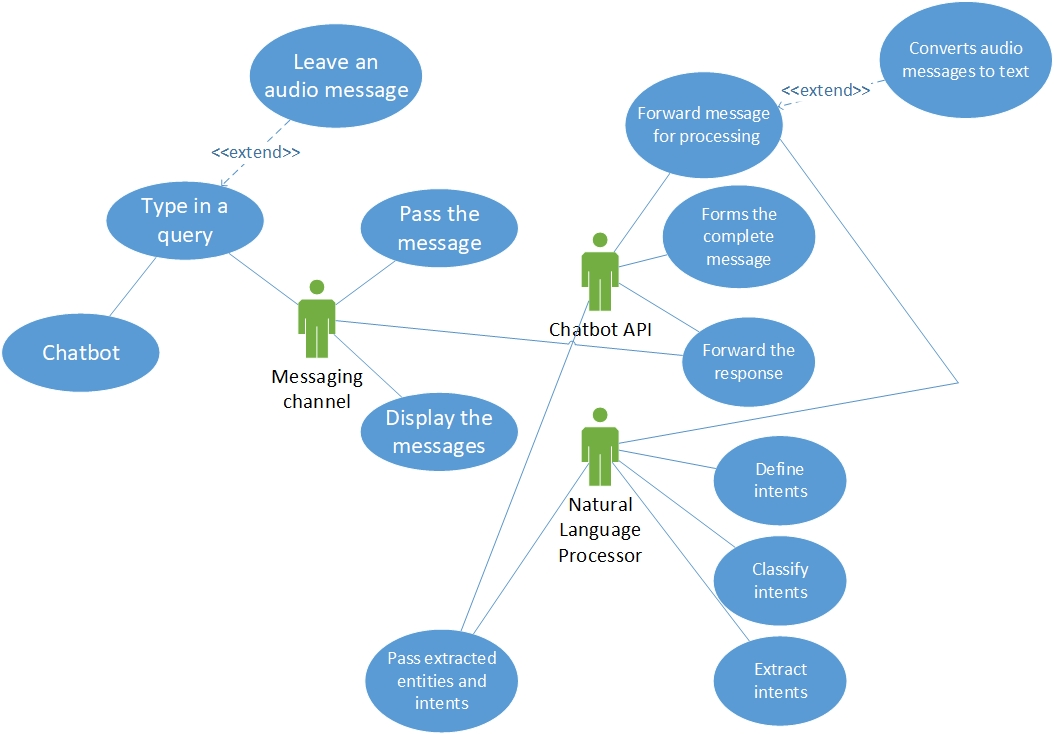 Leave an
audio message
<<extend>>
Type in a
query
Chatbot
Pass the
message
Messaging
channel
Display the
messages
Converts audio
messages to text
<<extend>>
Forward message
for processing
Forms the
complete
message
Chatbot API
Forward the
response
Natural
Language
Processor
Define
intents
Classify
intents
Extract
intents
Pass extracted
entities and
intents